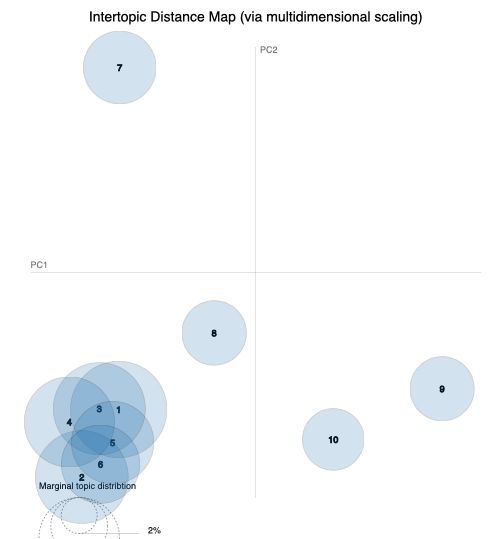 Intertopic Distance Map (via multidimensional scaling)
PC2
7
PC1
8
9
3 1
4
5
10
6
2
Marginal topic distribtion
2%